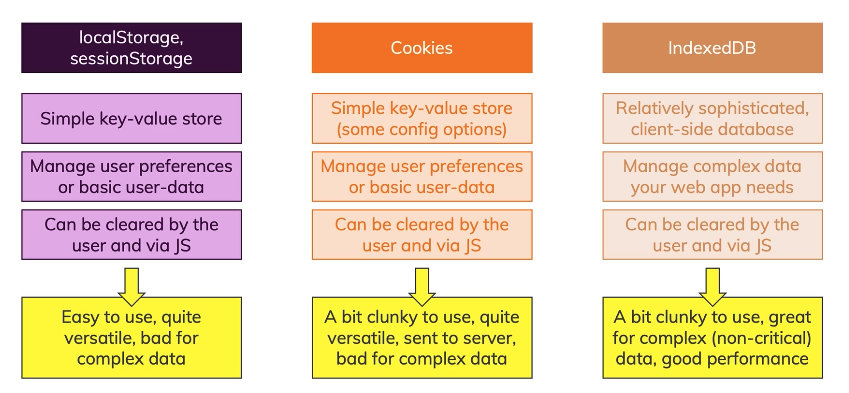 localStorage,
sessionStorage
Simple key-value store
Manage user preferences
or basic user-data
Can be cleared by the
user and via JS
Easy to use, quite
versatile, bad for
complex data
Cookies
Simple key-value store
(some config options)
Manage user preferences
or basic user-data
Can be cleared by the
user and via JS
A bit clunky to use, quite
versatile, sent to server,
bad for complex data
IndexedDB
Relatively sophisticated,
client-side database
Manage complex data
your web app needs
Can be cleared by the
user and via JS
A bit clunky to use, great
for complex (non-critical)
data, good performance